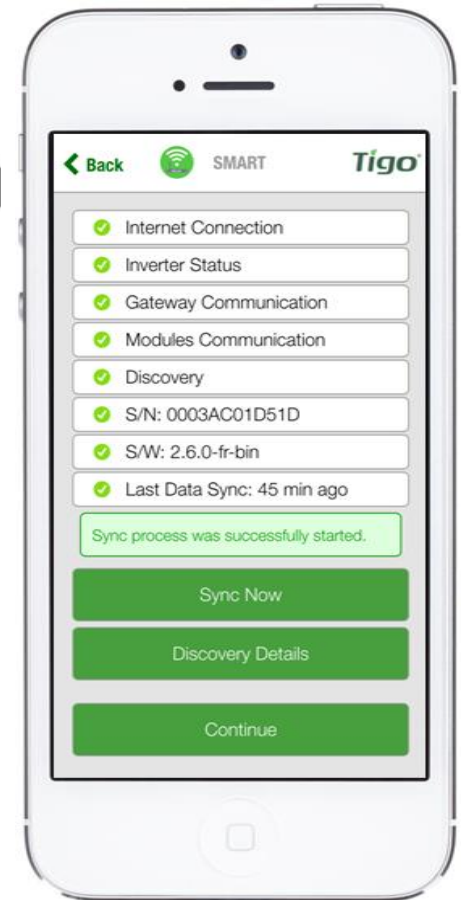 Back
SMART
Tigo
Internet Connection
Inverter Status
Gateway Communication
Modules Communication
Discovery
S/N: 0003AC01D51D
S/W: 2.6.0-fr-bin
Last Data Sync: 45 min ago
Sync process was successfully started.
Sync Now
Discovery Details
Continue